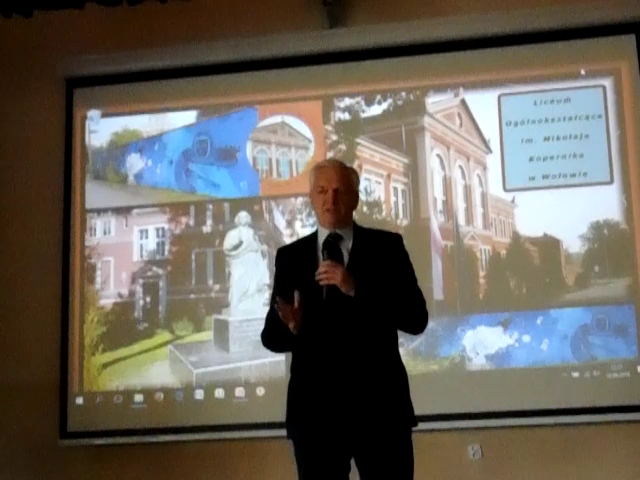 Liceum
Ogólnokształcące
im. Mikołaja
Kopernika
w Wołowie